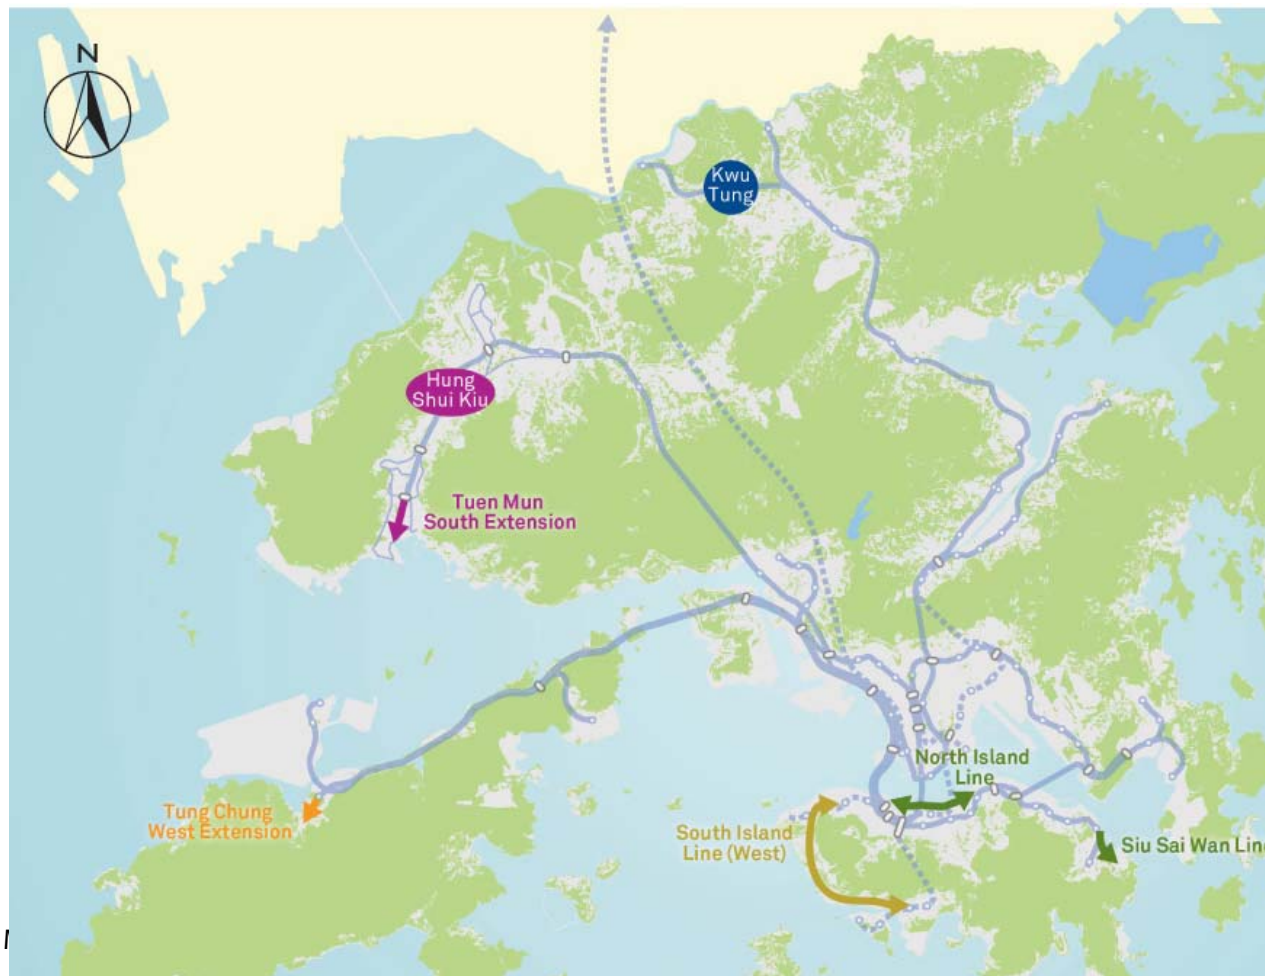 N
Kwu
Tung
Hung
Shui Kiu
Tuen Mun
South Extension
North Island
Line
Tung Chung
West Extension
South Island
Line (West)
Siu Sai Wan Lin